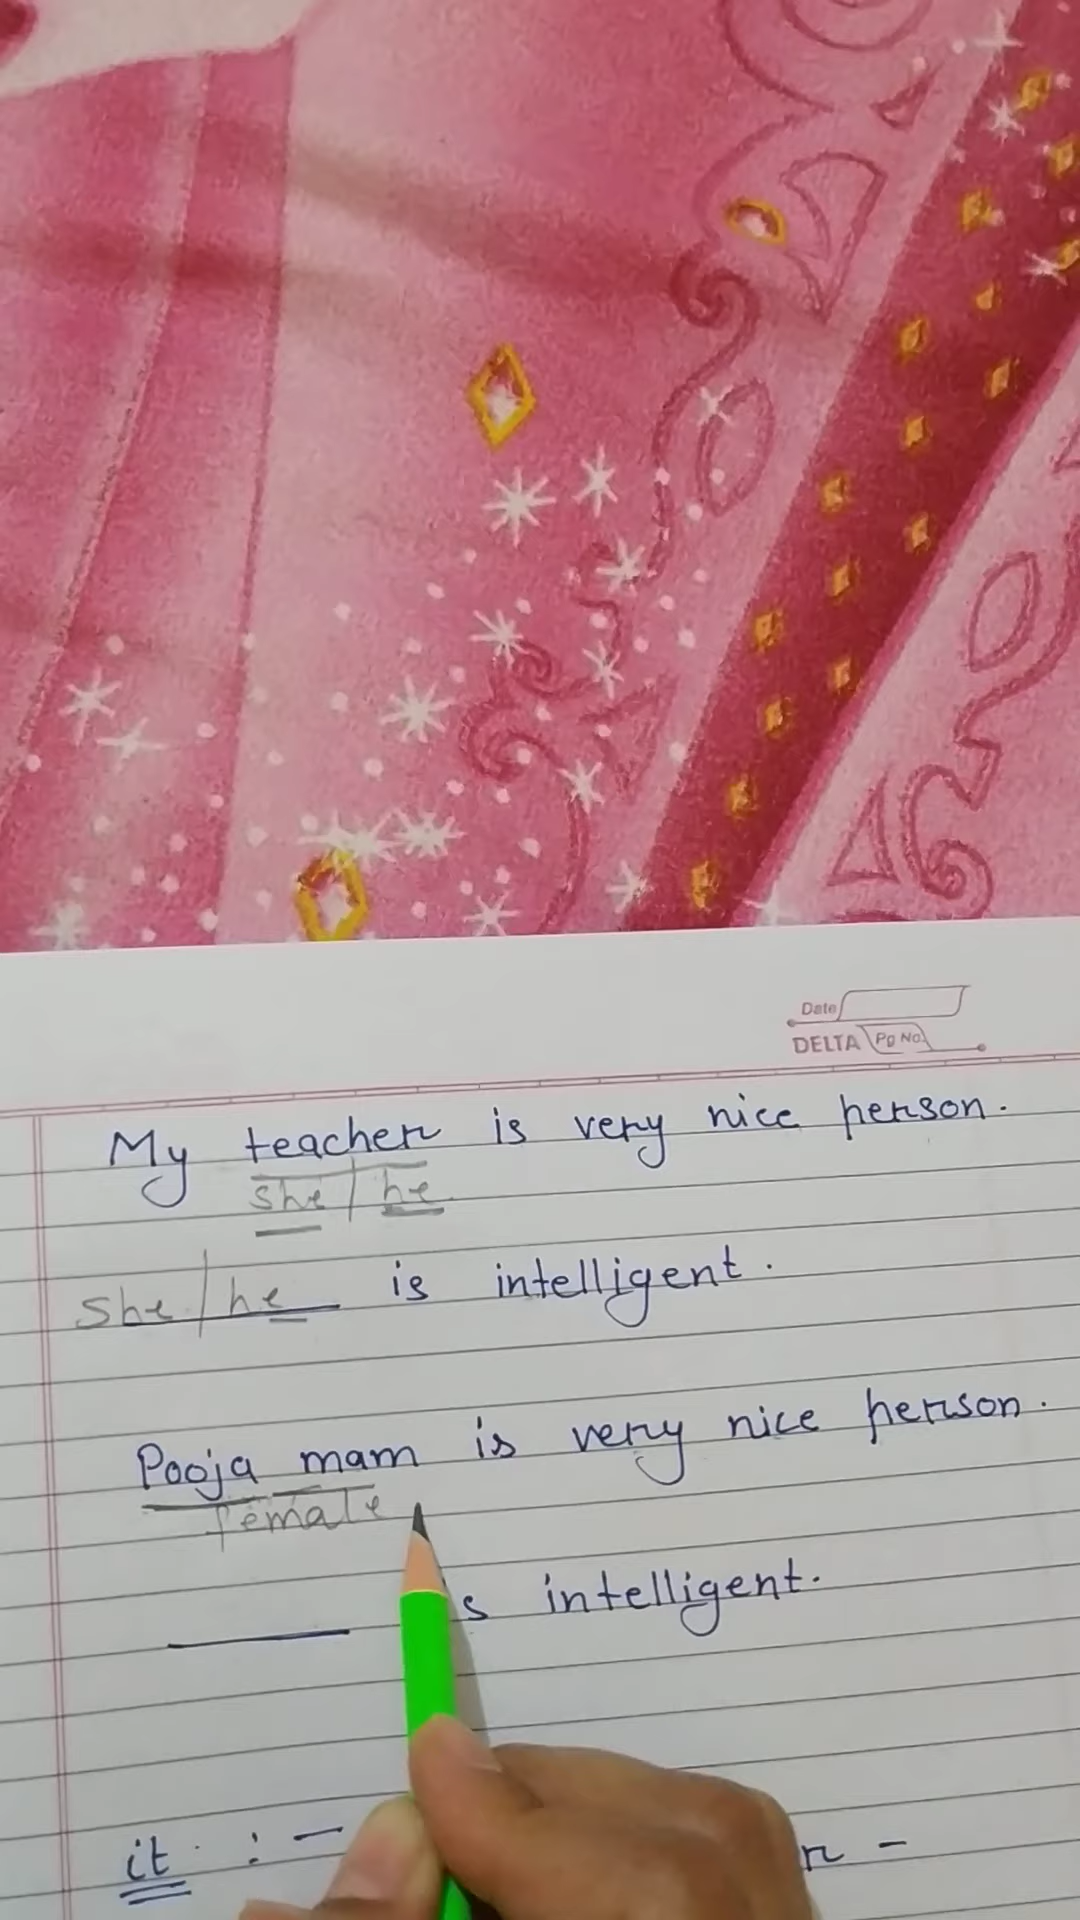 Date
DELTA Pg No.
My teacher is very nice person.
she / he
she / he is intelligent.
Pooja mam is very nice person.
female
s intelligent.
it : -